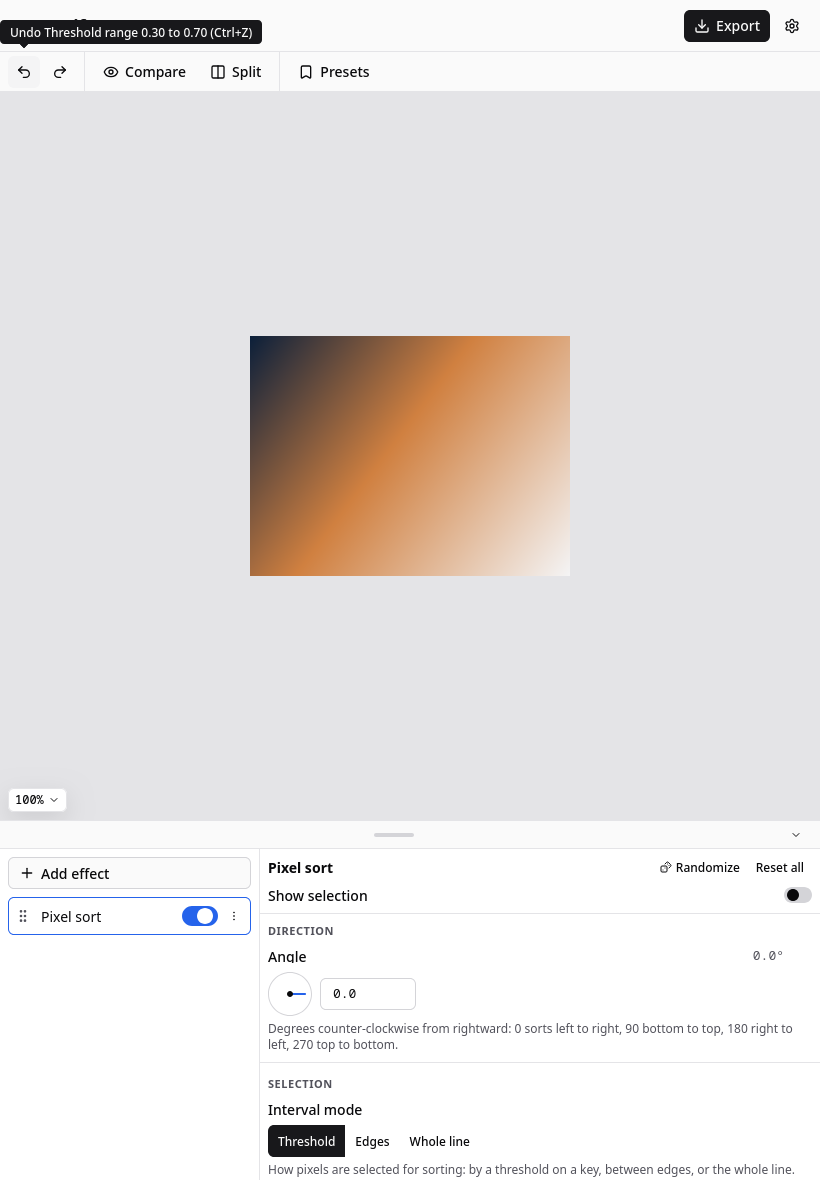 Undo Threshold range 0.30 to 0.70 (Ctrl+Z)
Export
Compare
Split
Presets
100%
Add effect
Pixel sort
Pixel sort
Randomize
Reset all
Show selection
DIRECTION
Angle
0.0°
0.0
Degrees counter-clockwise from rightward: 0 sorts left to right, 90 bottom to top, 180 right to
left, 270 top to bottom.
SELECTION
Interval mode
Threshold
Edges
Whole line
How pixels are selected for sorting: by a threshold on a key, between edges, or the whole line.